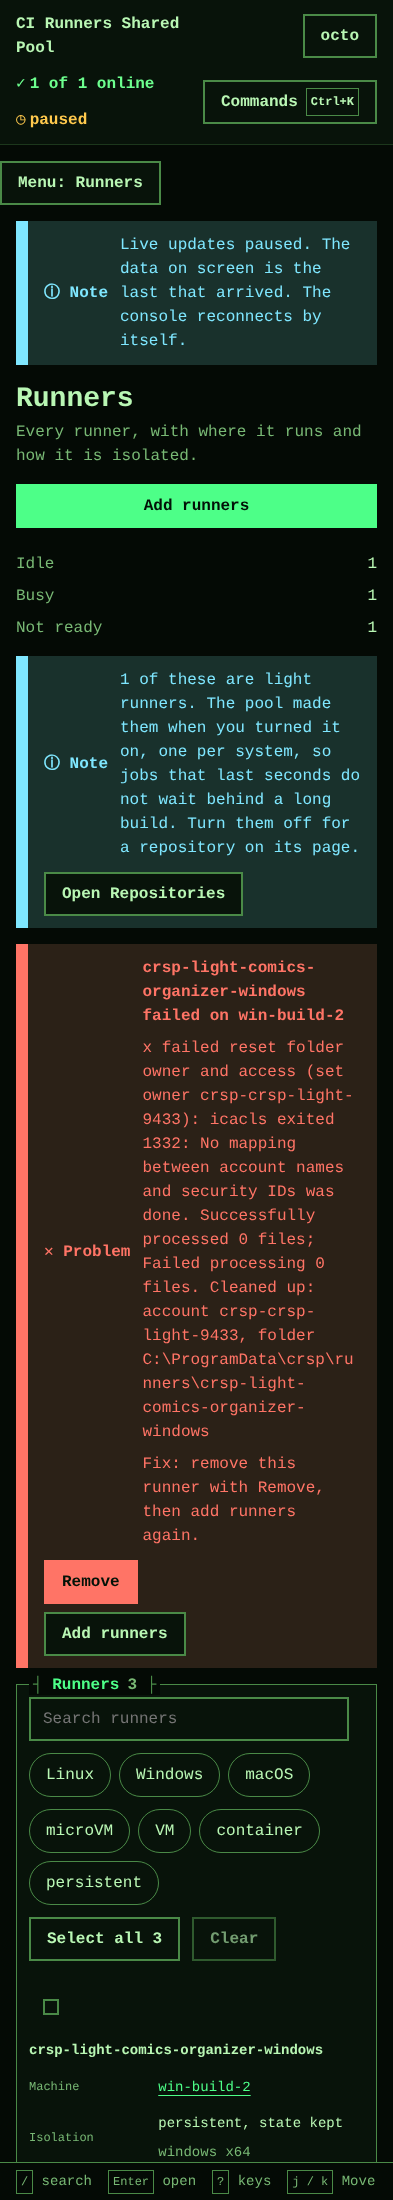 CI Runners Shared Pool
octo
✓ 1 of 1 online
◷ paused
Commands Ctrl+K
Menu: Runners
ⓘ Note
Live updates paused. The
data on screen is the
last that arrived. The
console reconnects by
itself.
Runners
Every runner, with where it runs and
how it is isolated.
Add runners
Idle 1
Busy 1
Not ready 1
ⓘ Note
1 of these are light
runners. The pool made
them when you turned it
on, one per system, so
jobs that last seconds do
not wait behind a long
build. Turn them off for
a repository on its page.
Open Repositories
× Problem
crsp-light-comics-
organizer-windows
failed on win-build-2
x failed reset folder
owner and access (set
owner crsp-crsp-light-
9433): icacls exited
1332: No mapping
between account names
and security IDs was
done. Successfully
processed 0 files;
Failed processing 0
files. Cleaned up:
account crsp-crsp-
light-9433, folder
C:\ProgramData\crsp\ru
nners\crsp-light-
comics-organizer-
windows
Fix: remove this
runner with Remove,
then add runners
again.
Remove
Add runners
Runners 3
Search runners
Linux Windows macOS
microVM VM container
persistent
Select all 3 Clear
crsp-light-comics-organizer-windows
Machine win-build-2
Isolation persistent, state kept
windows x64
/ search Enter open ? keys j / k Move